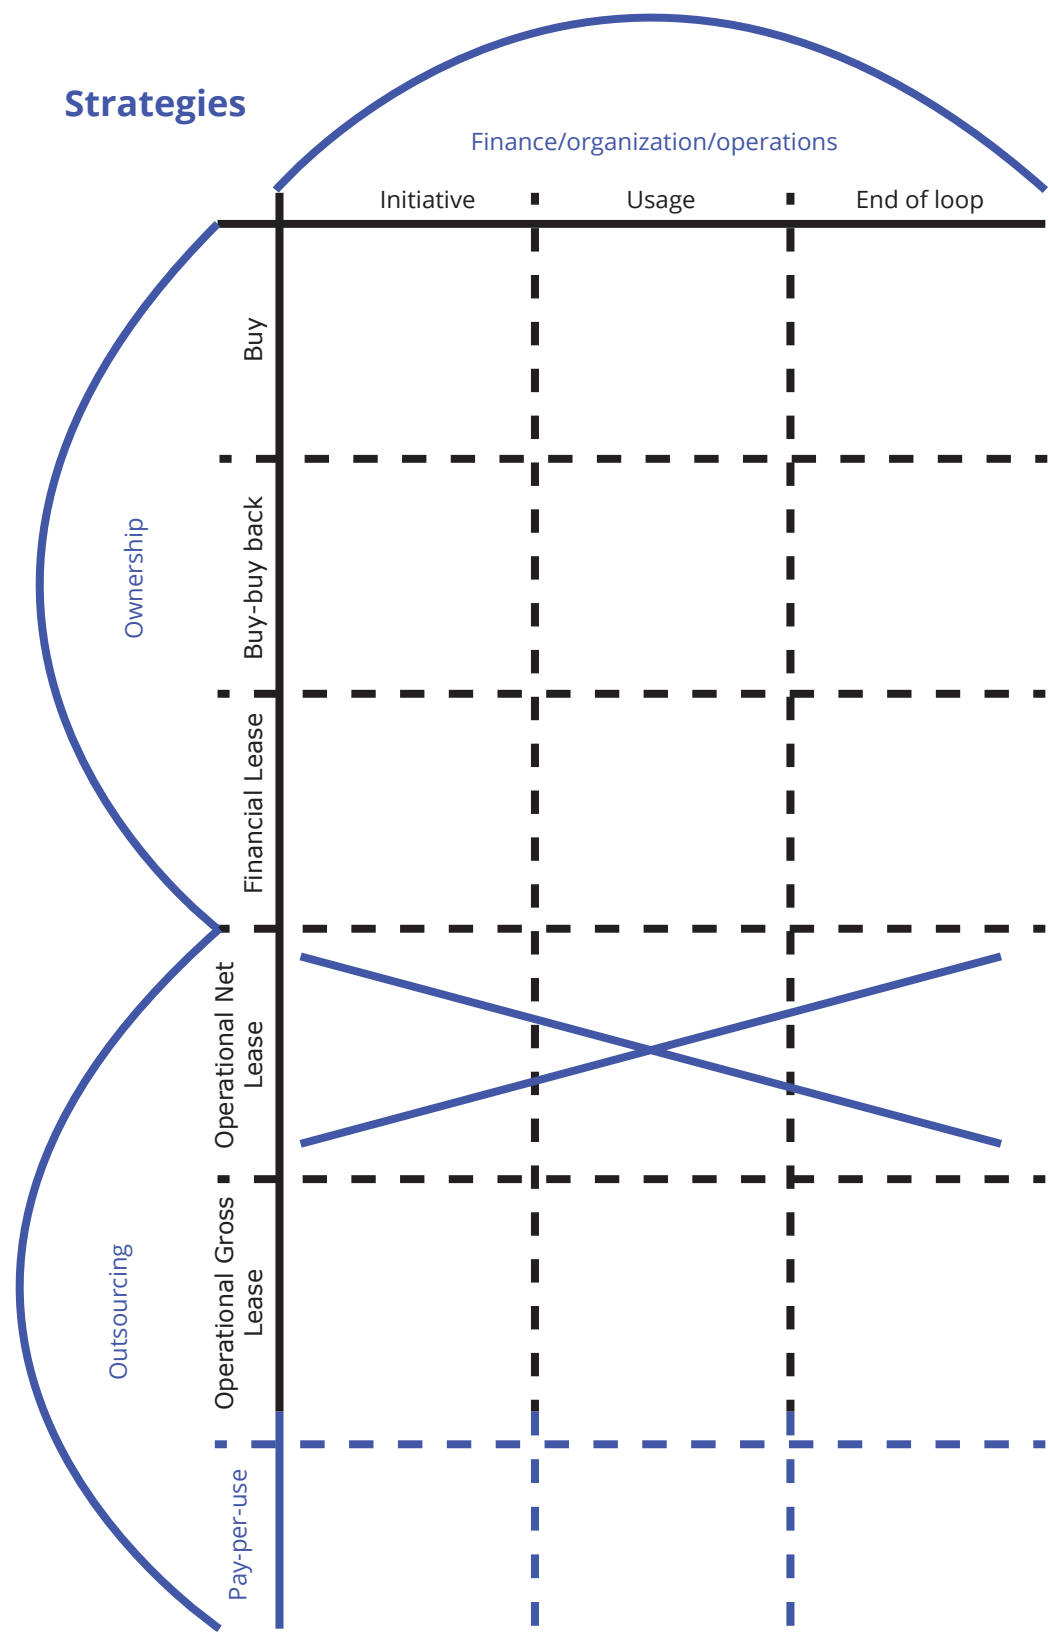 Strategies
Finance/organization/operations
Initiative
Usage
End of loop
Ownership
Buy
Buy-buy back
Financial Lease
Outsourcing
Operational Net
Lease
Operational Gross
Lease
Pay-per-use